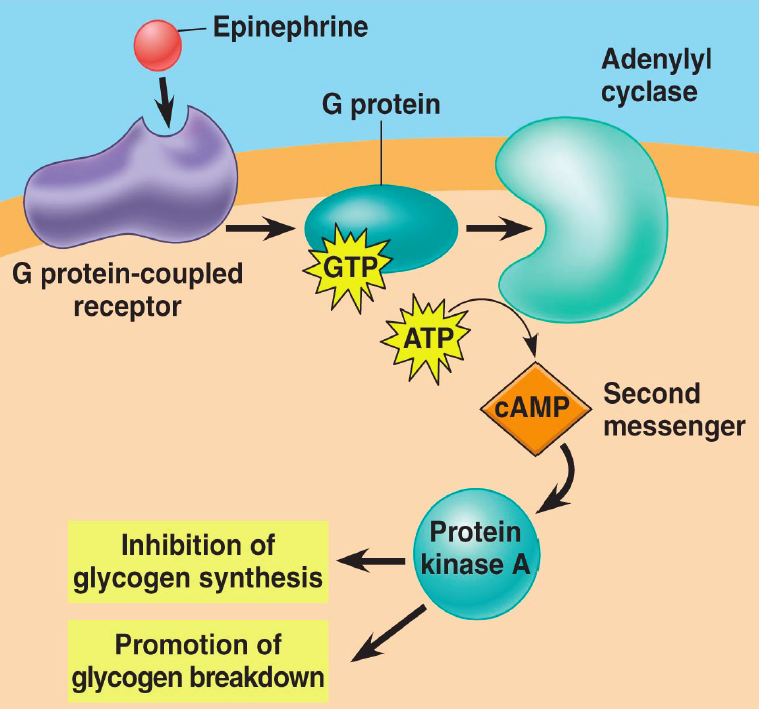 Epinephrine
Adenylyl
cyclase
G protein
G protein-coupled
receptor
GTP
ATP
cAMP
Second
messenger
Protein
kinase A
Inhibition of
glycogen synthesis
Promotion of
glycogen breakdown